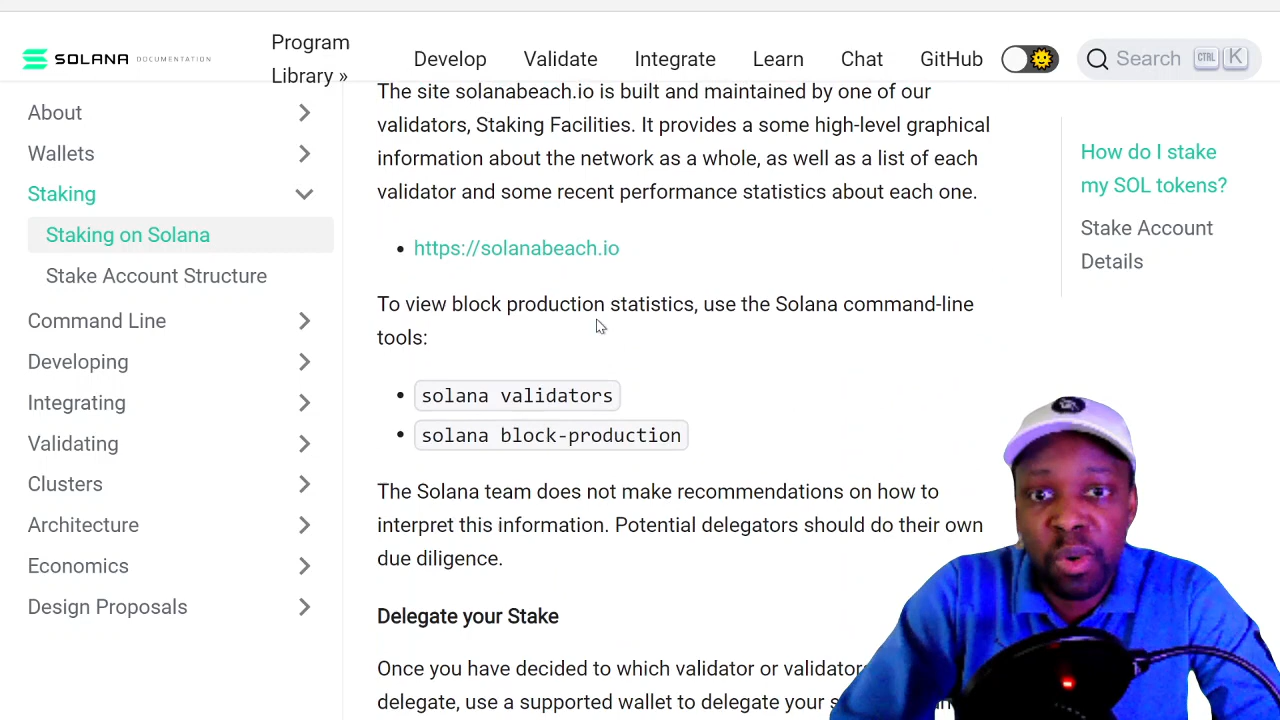 SOLANA DOCUMENTATION
Program
Library »
Develop
Validate
Integrate
Learn
Chat
GitHub
Search
CTRL
K
About
Wallets
Staking
Staking on Solana
Stake Account Structure
Command Line
Developing
Integrating
Validating
Clusters
Architecture
Economics
Design Proposals
The site solanabeach.io is built and maintained by one of our
validators, Staking Facilities. It provides a some high-level graphical
information about the network as a whole, as well as a list of each
validator and some recent performance statistics about each one.
• https://solanabeach.io
To view block production statistics, use the Solana command-line
tools:
• solana validators
• solana block-production
The Solana team does not make recommendations on how to
interpret this information. Potential delegators should do their own
due diligence.
Delegate your Stake
Once you have decided to which validator or validators
delegate, use a supported wallet to delegate your
How do I stake
my SOL tokens?
Stake Account
Details